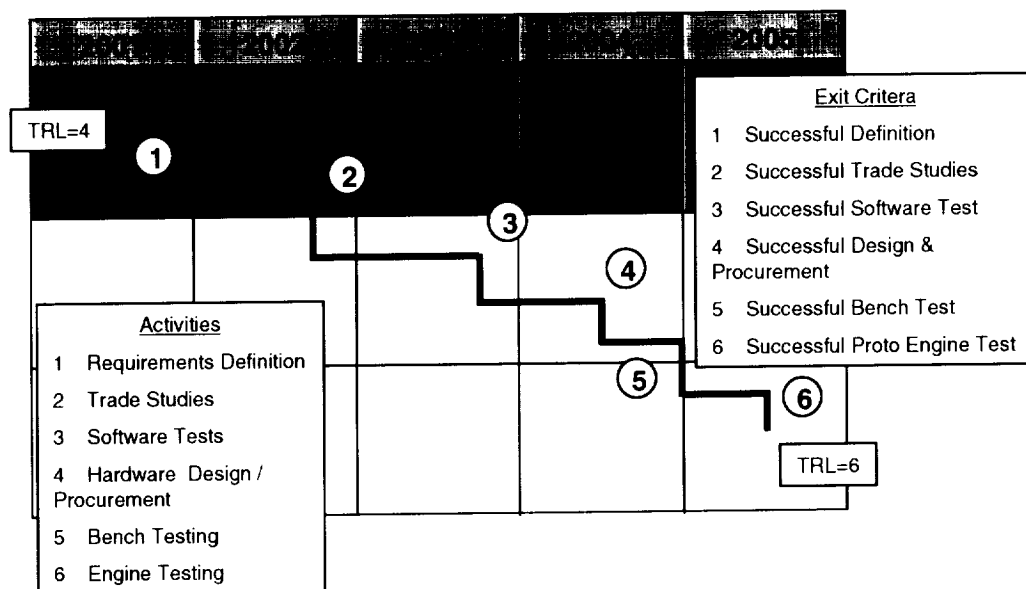 2002
2005
TRL=4
Exit Critera
1 Successful Definition
2 Successful Trade Studies
3 Successful Software Test
4 Successful Design &
Procurement
5 Successful Bench Test
6 Successful Proto Engine Test
1
2
3
4
5
6
TRL=6
Activities
1 Requirements Definition
2 Trade Studies
3 Software Tests
4 Hardware Design /
Procurement
5 Bench Testing
6 Engine Testing